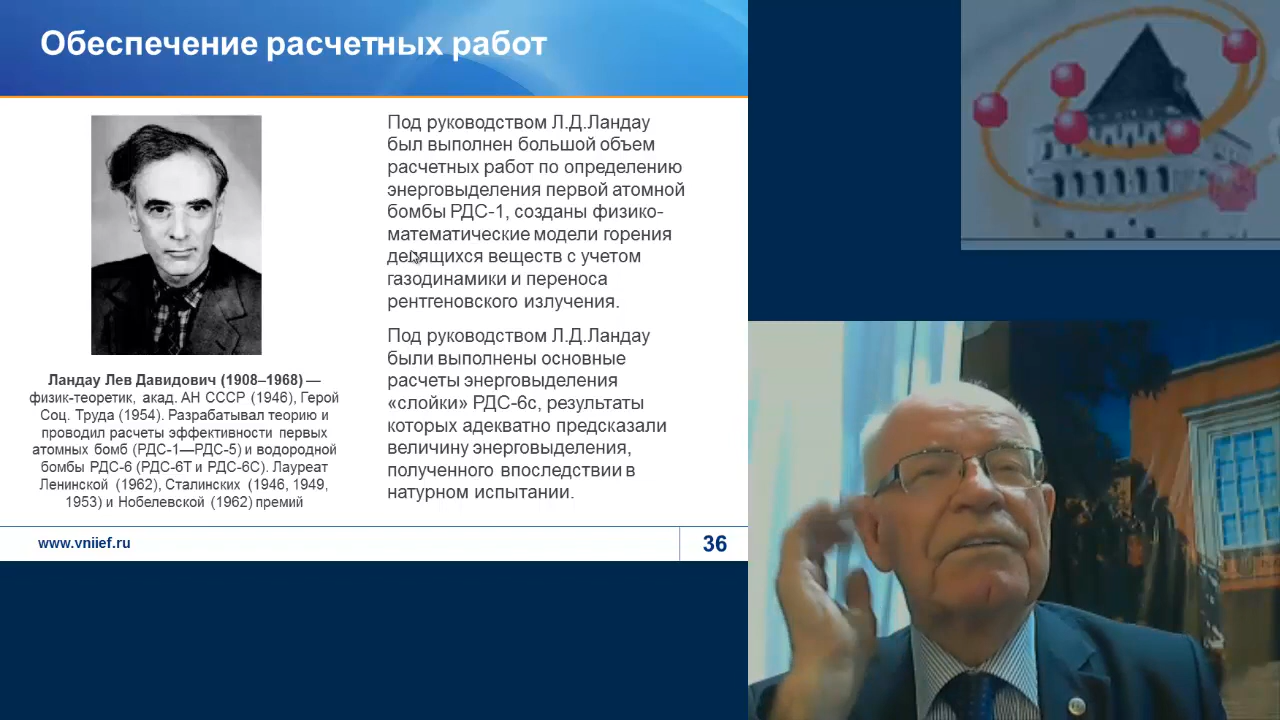 Обеспечение расчетных работ
Ландау Лев Давидович (1908–1968) —
физик-теоретик, акад. АН СССР (1946), Герой
Соц. Труда (1954). Разрабатывал теорию и
проводил расчеты эффективности первых
атомных бомб (РДС-1—РДС-5) и водородной
бомбы РДС-6 (РДС-6Т и РДС-6С). Лауреат
Ленинской (1962), Сталинских (1946, 1949,
1953) и Нобелевской (1962) премий
Под руководством Л.Д.Ландау
был выполнен большой объем
расчетных работ по определению
энерговыделения первой атомной
бомбы РДС-1, созданы физико-
математические модели горения
делящихся веществ с учетом
газодинамики и переноса
рентгеновского излучения.
Под руководством Л.Д.Ландау
были выполнены основные
расчеты энерговыделения
«слойки» РДС-6с, результаты
которых адекватно предсказали
величину энерговыделения,
полученного впоследствии в
натурном испытании.
www.vniief.ru
36